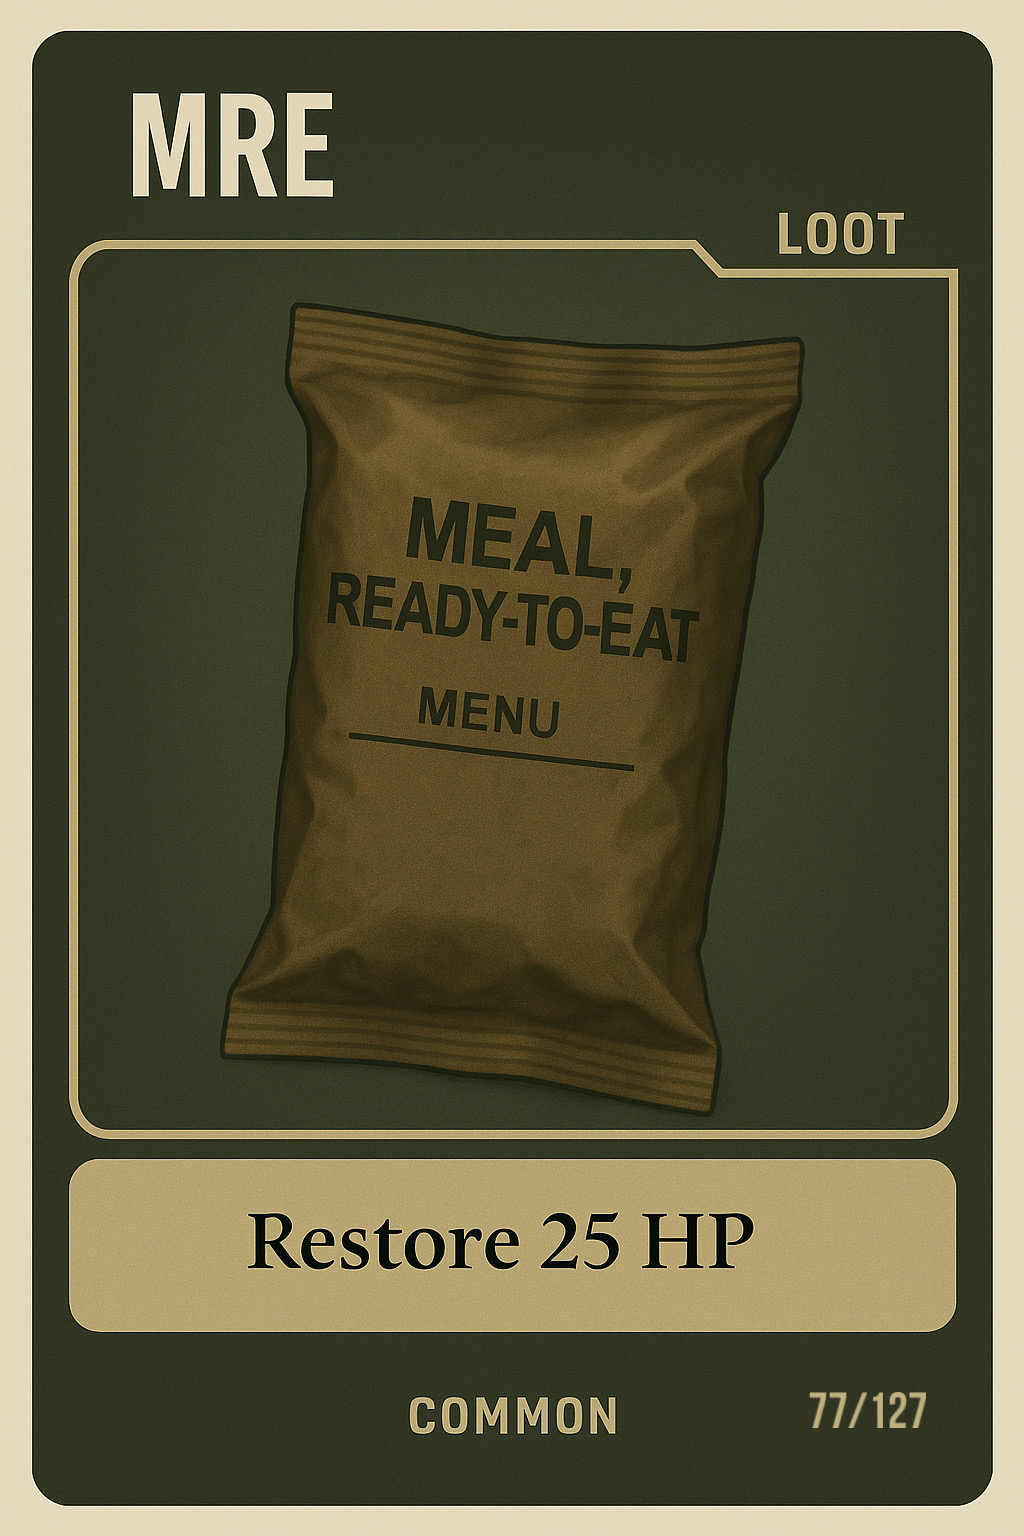 MRE
LOOT
MEAL,
READY-TO-EAT
MENU
Restore 25 HP
COMMON
77/127